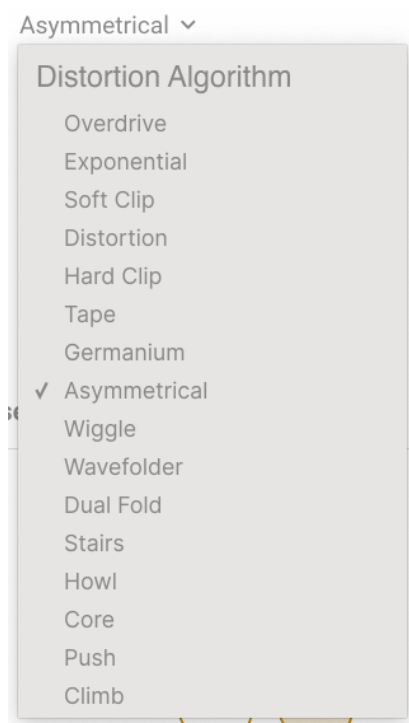 Asymmetrical
Distortion Algorithm
Overdrive
Exponential
Soft Clip
Distortion
Hard Clip
Tape
Germanium
✓ Asymmetrical
Wiggle
Wavefolder
Dual Fold
Stairs
Howl
Core
Push
Climb